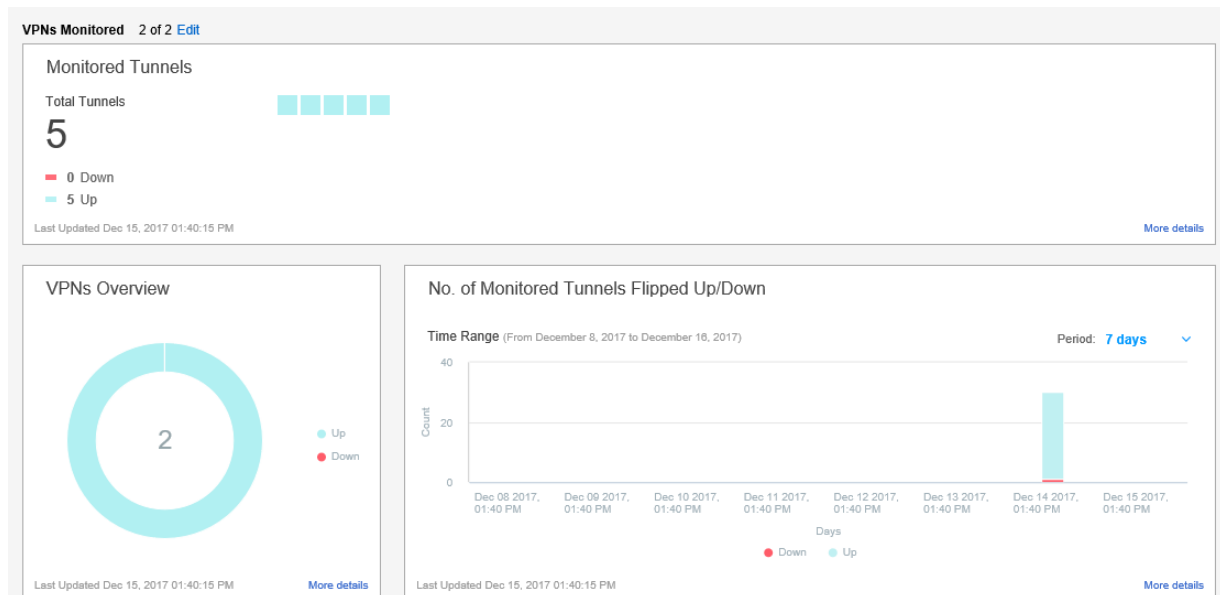 VPNs Monitored 2 of 2 Edit
Monitored Tunnels
Total Tunnels
5
0 Down
5 Up
Last Updated Dec 15, 2017 01:40:15 PM
More details
VPNs Overview
2
Up
Down
Last Updated Dec 15, 2017 01:40:15 PM
More details
No. of Monitored Tunnels Flipped Up/Down
Time Range (From December 8, 2017 to December 16, 2017)
Period: 7 days
40
20
0
Count
Dec 08 2017,
01:40 PM
Dec 09 2017,
01:40 PM
Dec 10 2017,
01:40 PM
Dec 11 2017,
01:40 PM
Dec 12 2017,
01:40 PM
Dec 13 2017,
01:40 PM
Dec 14 2017,
01:40 PM
Dec 15 2017,
01:40 PM
Days
Down
Up
Last Updated Dec 15, 2017 01:40:15 PM
More details